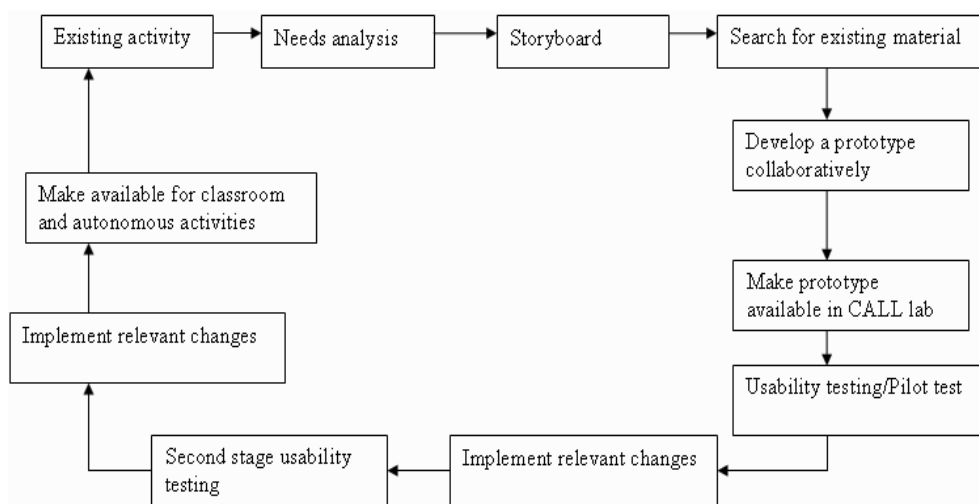 Existing activity
Needs analysis
Storyboard
Search for existing material
Develop a prototype
collaboratively
Make prototype
available in CALL lab
Usability testing/Pilot test
Implement relevant changes
Second stage usability
testing
Implement relevant changes
Make available for classroom
and autonomous activities